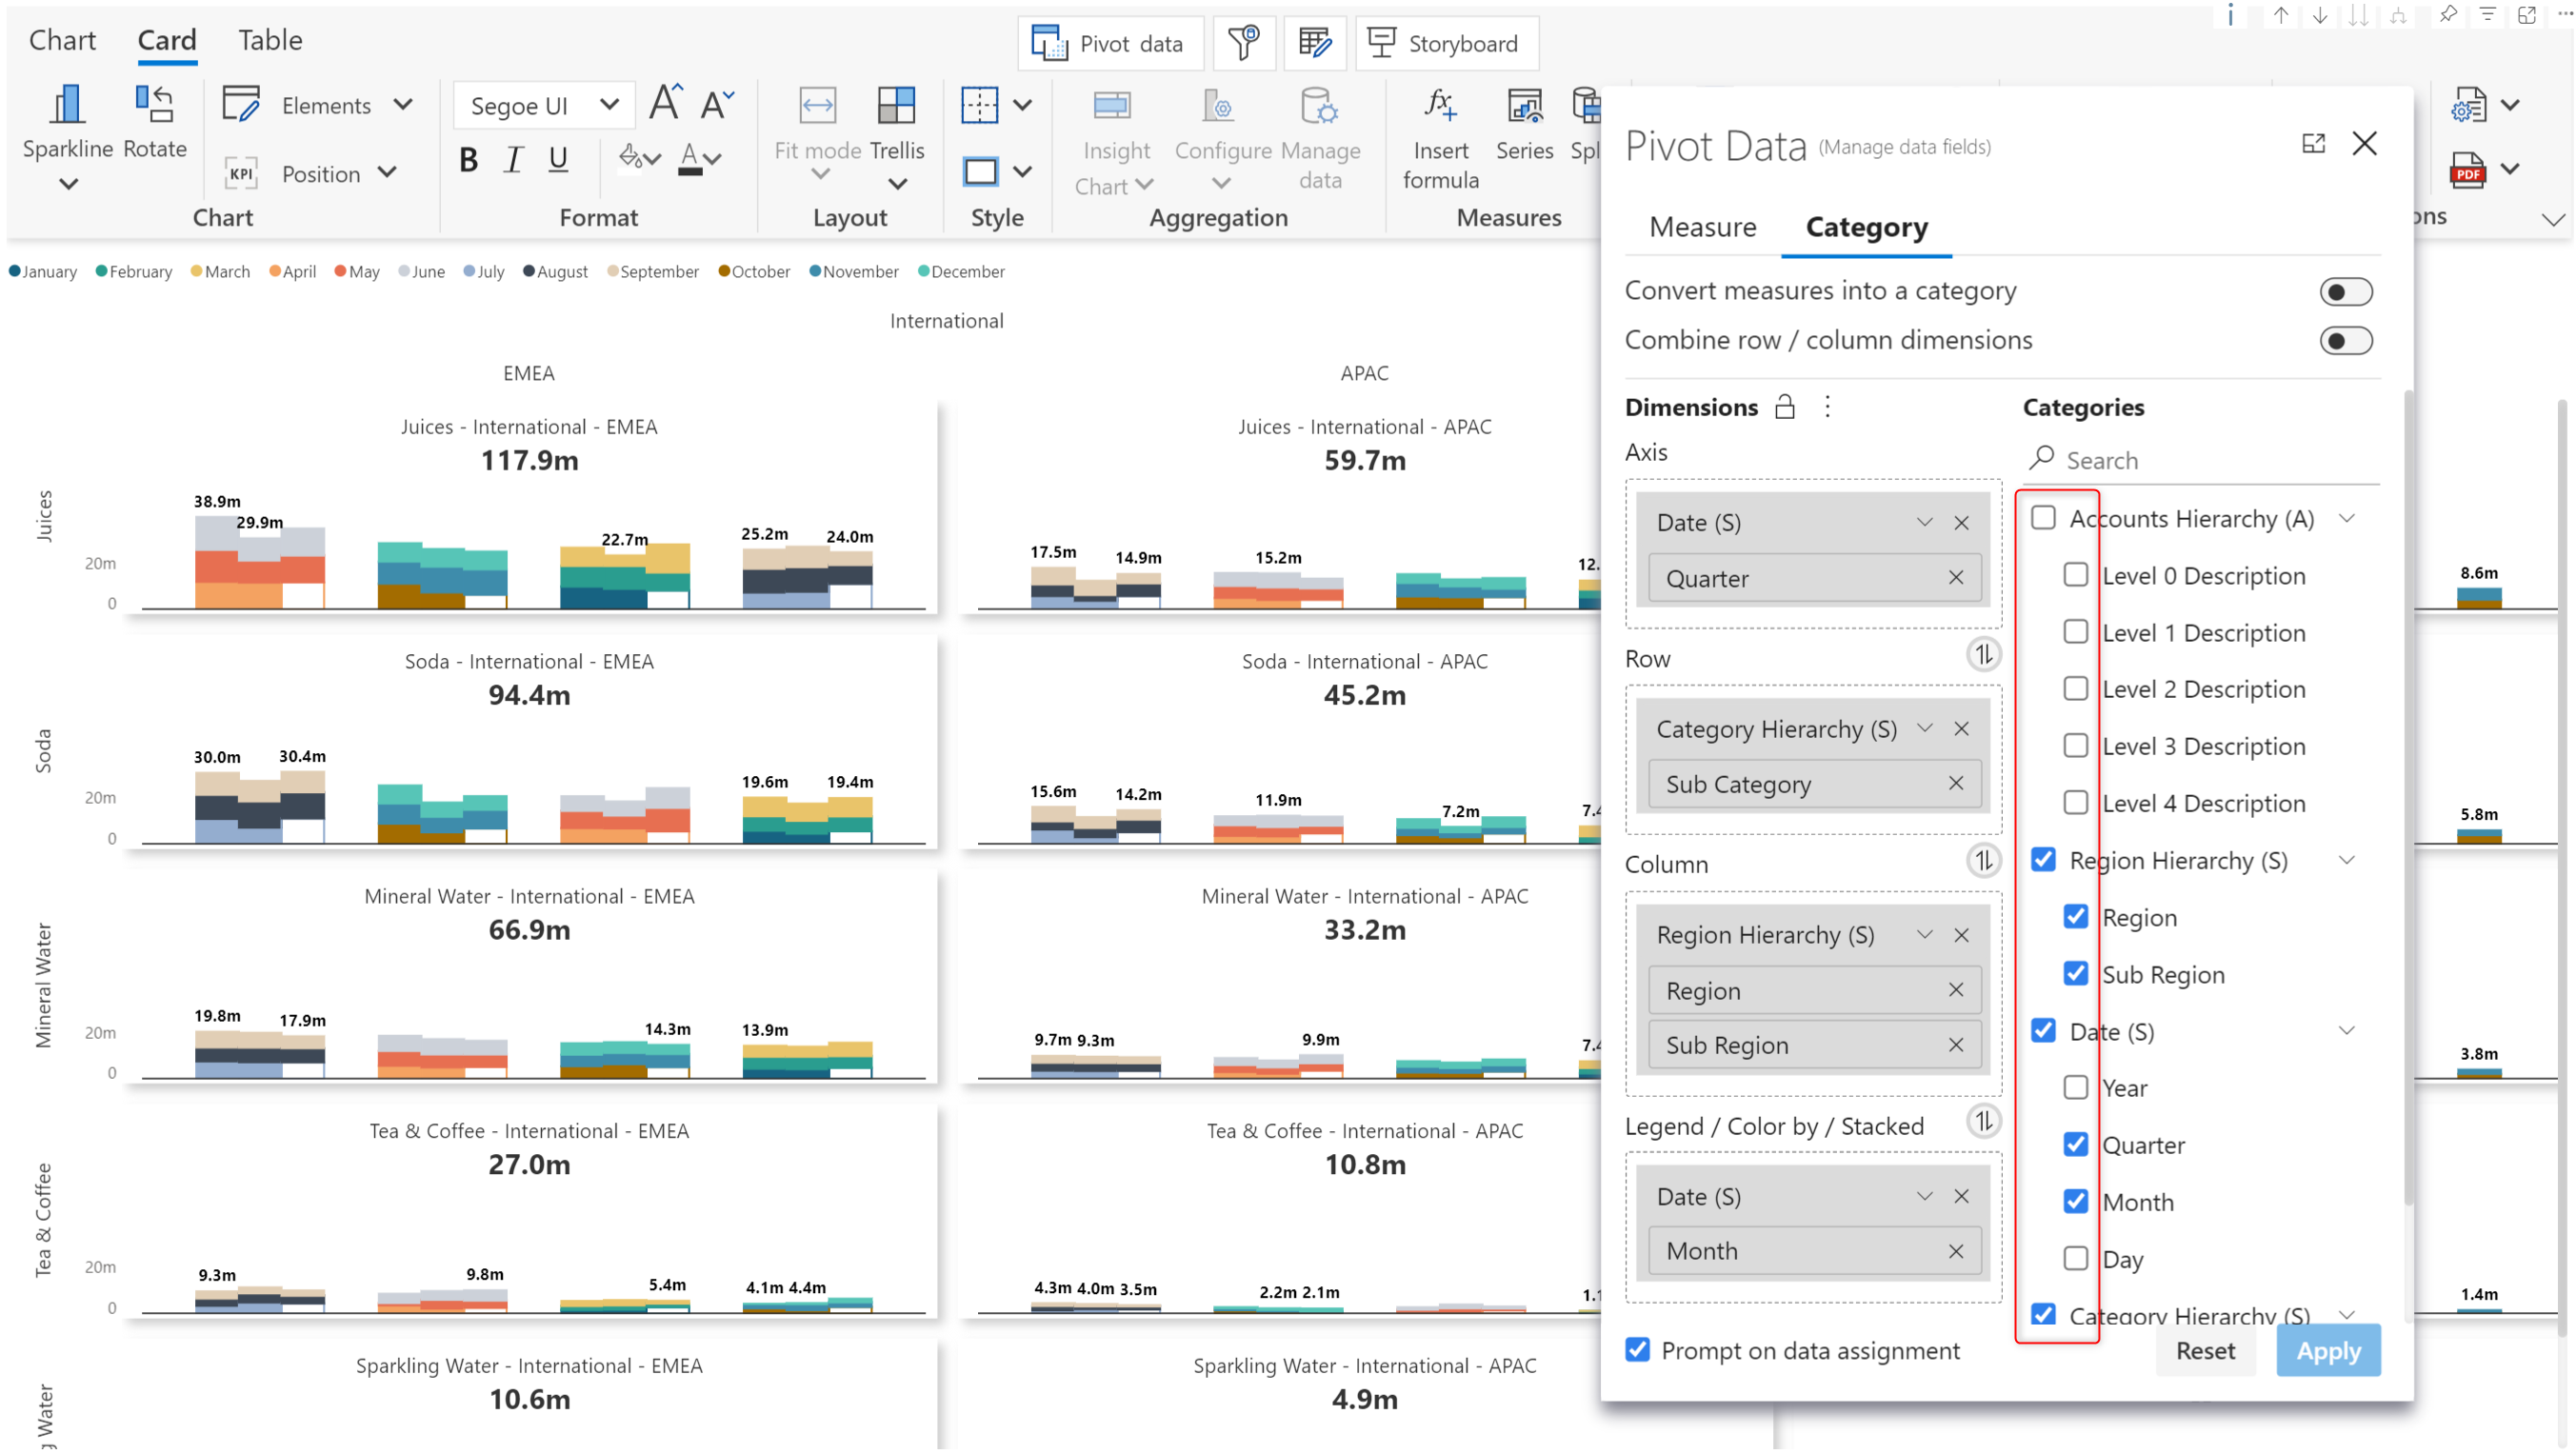 Chart Card Table
Pivot data Storyboard
Sparkline Rotate
Elements
KPI Position
Chart
Segoe UI
B I U
Format
Fit mode Trellis
Layout
Style
Insight Chart
Configure
Manage data
Aggregation
Insert formula
Series
Measures
PDF
January February March April May June July August September October November December
International
EMEA APAC
Juices
Juices - International - EMEA
117.9m
38.9m 29.9m 22.7m 25.2m 24.0m
20m
0
Juices - International - APAC
59.7m
17.5m 14.9m 15.2m
8.6m
Soda
Soda - International - EMEA
94.4m
30.0m 30.4m 19.6m 19.4m
20m
0
Soda - International - APAC
45.2m
15.6m 14.2m 11.9m 7.2m
5.8m
Mineral Water
Mineral Water - International - EMEA
66.9m
19.8m 17.9m 14.3m 13.9m
20m
0
Mineral Water - International - APAC
33.2m
9.7m 9.3m 9.9m
3.8m
Tea & Coffee
Tea & Coffee - International - EMEA
27.0m
9.3m 9.8m 5.4m 4.1m 4.4m
20m
0
Tea & Coffee - International - APAC
10.8m
4.3m 4.0m 3.5m 2.2m 2.1m
1.4m
Water
Sparkling Water - International - EMEA
10.6m
Sparkling Water - International - APAC
4.9m
Pivot Data (Manage data fields)
Measure Category
Convert measures into a category
Combine row / column dimensions
Dimensions
Axis
Date (S)
Quarter
Row
Category Hierarchy (S)
Sub Category
Column
Region Hierarchy (S)
Region
Sub Region
Legend / Color by / Stacked
Date (S)
Month
Categories
Search
Accounts Hierarchy (A)
Level 0 Description
Level 1 Description
Level 2 Description
Level 3 Description
Level 4 Description
Region Hierarchy (S)
Region
Sub Region
Date (S)
Year
Quarter
Month
Day
Category Hierarchy (S)
Prompt on data assignment
Reset Apply